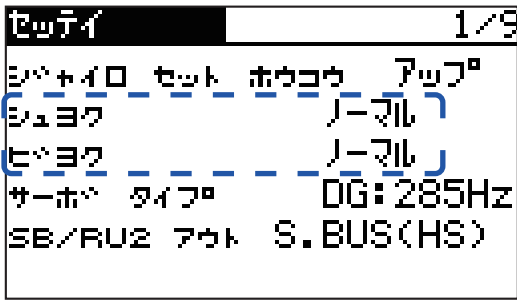 セッテイ 1/9
ジャイロ セット ホウコウ アップ
シュヨク ノーマル
ビヨク ノーマル
サーボ タイプ DG:285Hz
SB/RU2 アウト S.BUS(HS)